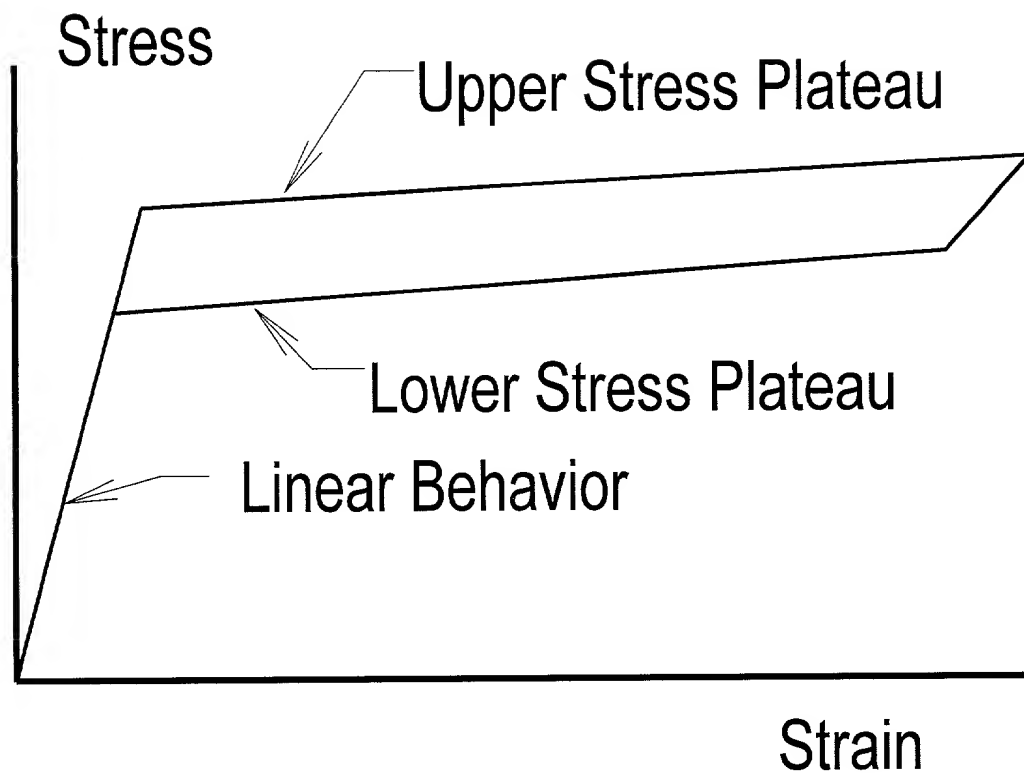 Stress
Upper Stress Plateau
Lower Stress Plateau
Linear Behavior
Strain